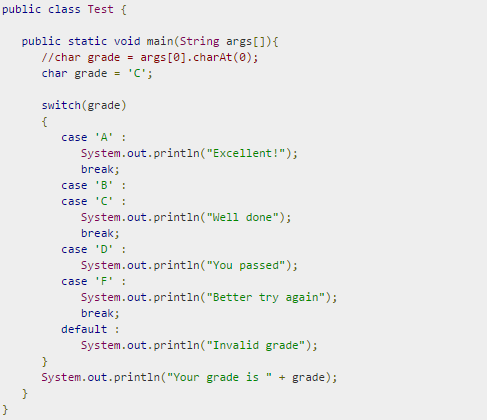 public class Test {
public static void main(String args[]){
//char grade = args[0].charAt(0);
char grade = 'C';
switch(grade)
{
case 'A' :
System.out.println("Excellent!");
break;
case 'B' :
case 'C' :
System.out.println("Well done");
break;
case 'D' :
System.out.println("You passed");
case 'F' :
System.out.println("Better try again");
break;
default :
System.out.println("Invalid grade");
}
System.out.println("Your grade is " + grade);
}
}